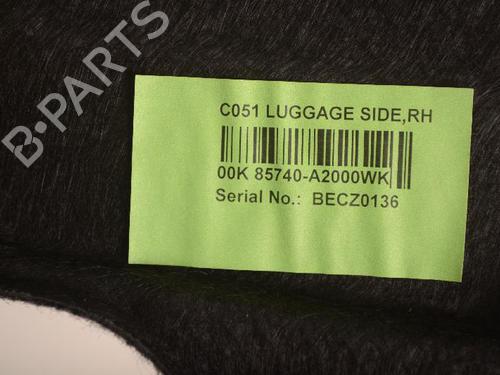 B-PARTS
C051 LUGGAGE SIDE,RH
00K 85740-A2000WK
Serial No.: BECZ0136